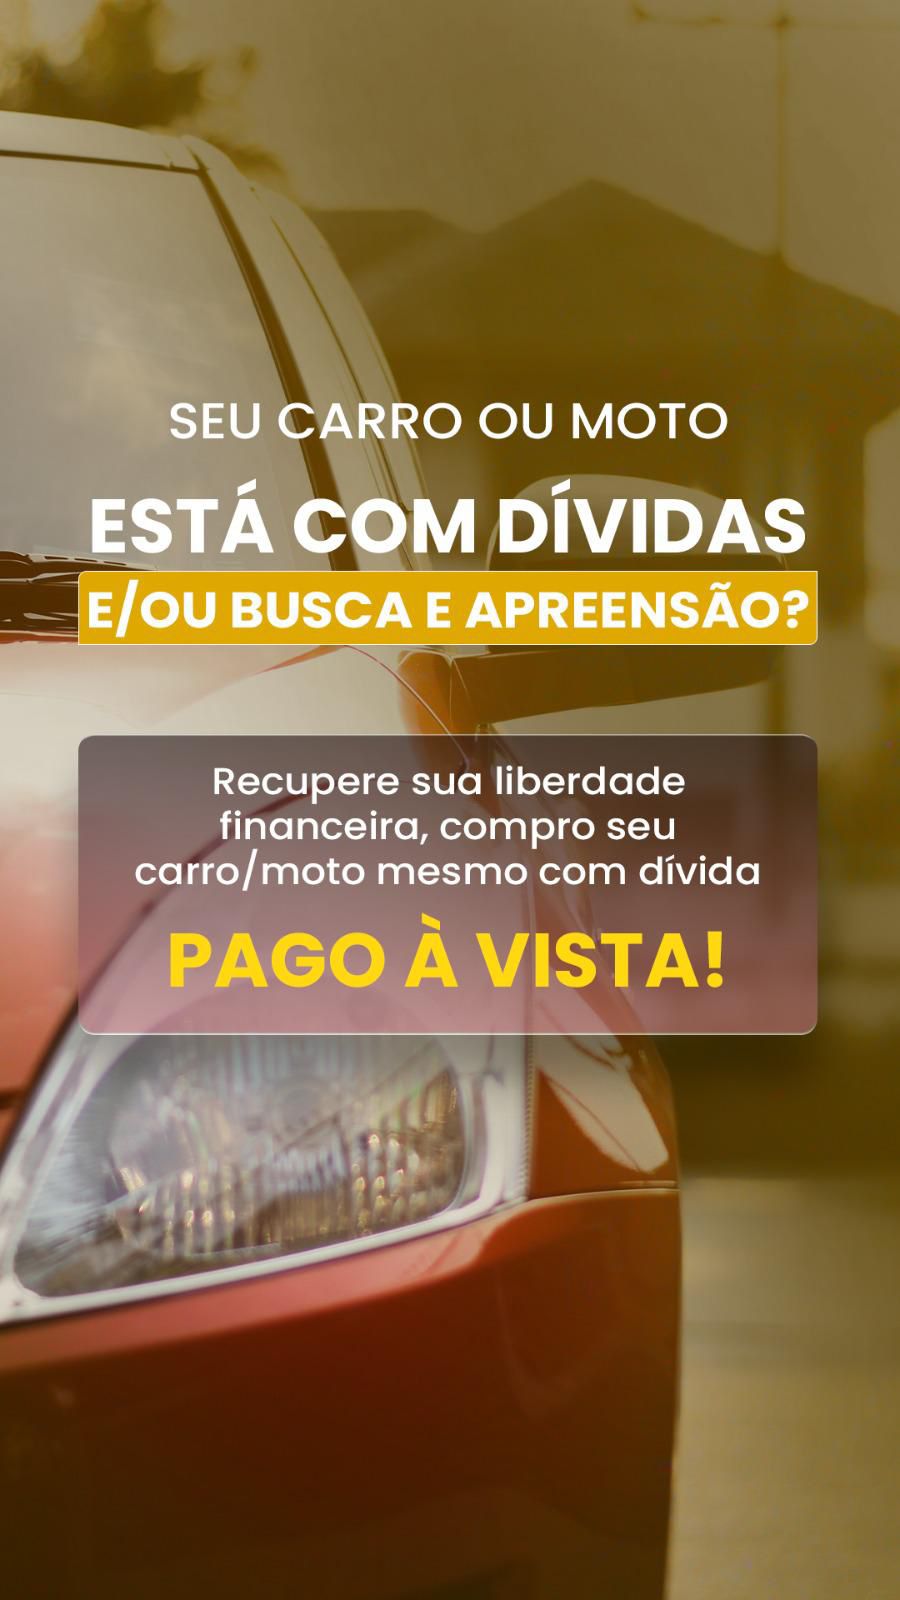 SEU CARRO OU MOTO
ESTÁ COM DÍVIDAS
E/OU BUSCA E APREENSÃO?
Recupere sua liberdade
financeira, compro seu
carro/moto mesmo com dívida
PAGO À VISTA!